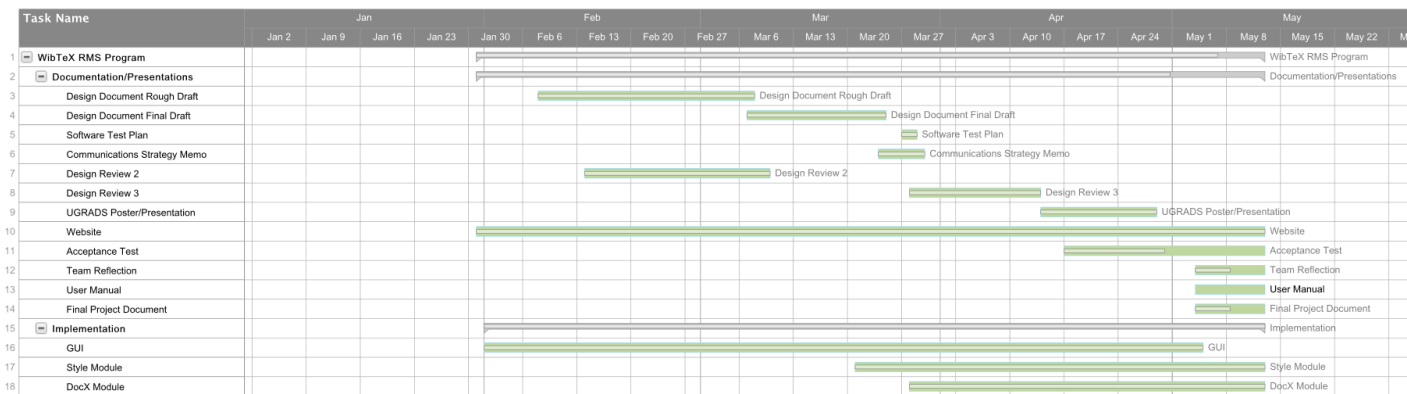 Task Name
Jan Feb Mar Apr May
Jan 2 Jan 9 Jan 16 Jan 23 Jan 30 Feb 6 Feb 13 Feb 20 Feb 27 Mar 6 Mar 13 Mar 20 Mar 27 Apr 3 Apr 10 Apr 17 Apr 24 May 1 May 8 May 15 May 22 M
1 WibTeX RMS Program WibTeX RMS Program
2 Documentation/Presentations Documentation/Presentations
3 Design Document Rough Draft Design Document Rough Draft
4 Design Document Final Draft Design Document Final Draft
5 Software Test Plan Software Test Plan
6 Communications Strategy Memo Communications Strategy Memo
7 Design Review 2 Design Review 2
8 Design Review 3 Design Review 3
9 UGRADS Poster/Presentation UGRADS Poster/Presentation
10 Website Website
11 Acceptance Test Acceptance Test
12 Team Reflection Team Reflection
13 User Manual User Manual
14 Final Project Document Final Project Document
15 Implementation Implementation
16 GUI GUI
17 Style Module Style Module
18 DocX Module DocX Module